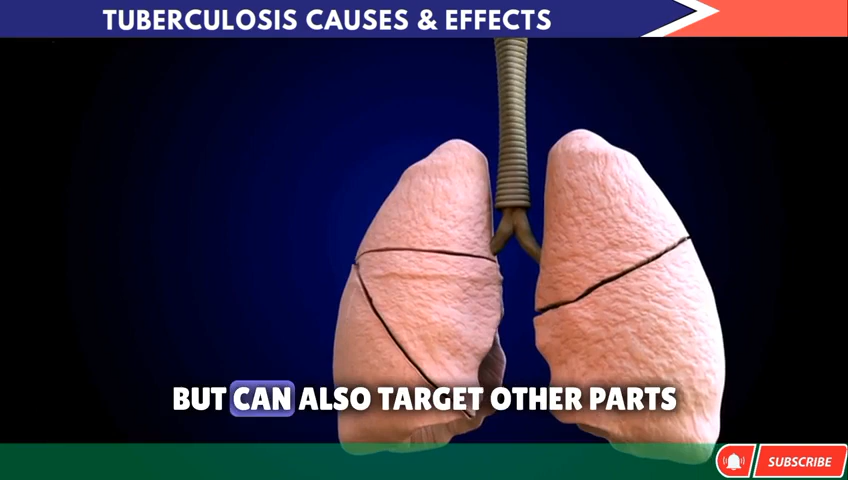 TUBERCULOSIS CAUSES & EFFECTS
BUT CAN ALSO TARGET OTHER PARTS
SUBSCRIBE